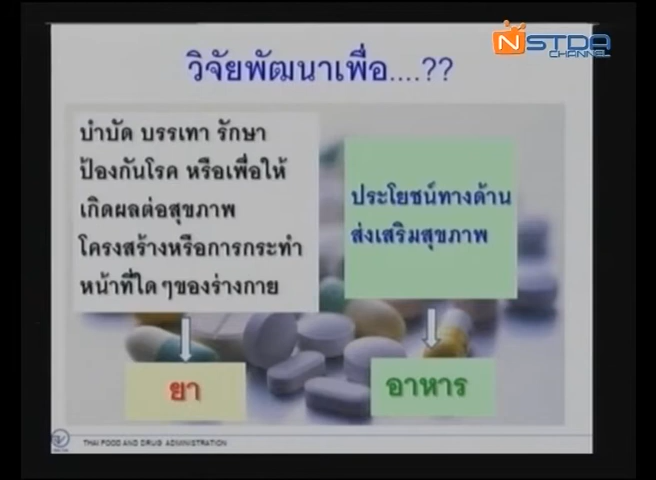 NSTDA
CHANNEL
วิจัยพัฒนาเพื่อ....??
บำบัด บรรเทา รักษา
ป้องกันโรค หรือเพื่อให้
เกิดผลต่อสุขภาพ
โครงสร้างหรือการกระทำ
หน้าที่ใดๆของร่างกาย
ประโยชน์ทางด้าน
ส่งเสริมสุขภาพ
ยา
อาหาร
THAI FOOD AND DRUG ADMINISTRATION